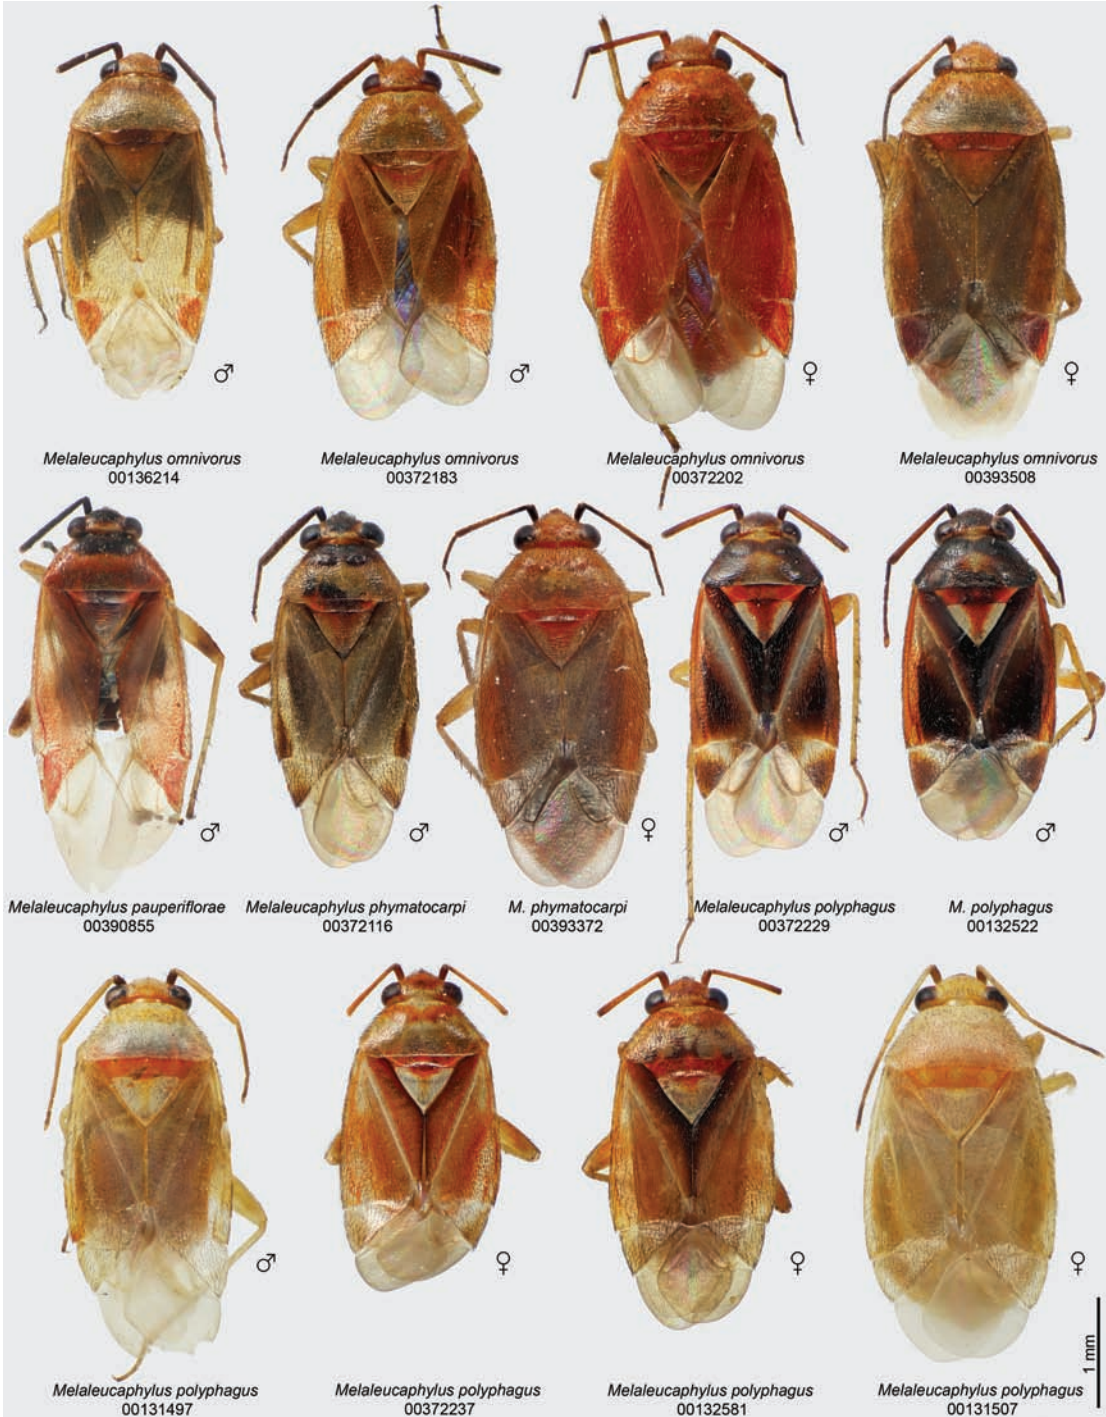 ♂ ♂ ♀ ♀
Melaleucaphylus omnivorus Melaleucaphylus omnivorus Melaleucaphylus omnivorus Melaleucaphylus omnivorus
00136214 00372183 00372202 00393508
♂ ♂ ♀ ♂ ♂
Melaleucaphylus pauperiflorae Melaleucaphylus phymatocarpi M. phymatocarpi Melaleucaphylus polyphagus M. polyphagus
00390855 00372116 00393372 00372229 00132522
♂ ♀ ♀ ♀
1 mm
Melaleucaphylus polyphagus Melaleucaphylus polyphagus Melaleucaphylus polyphagus Melaleucaphylus polyphagus
00131497 00372237 00132581 00131507